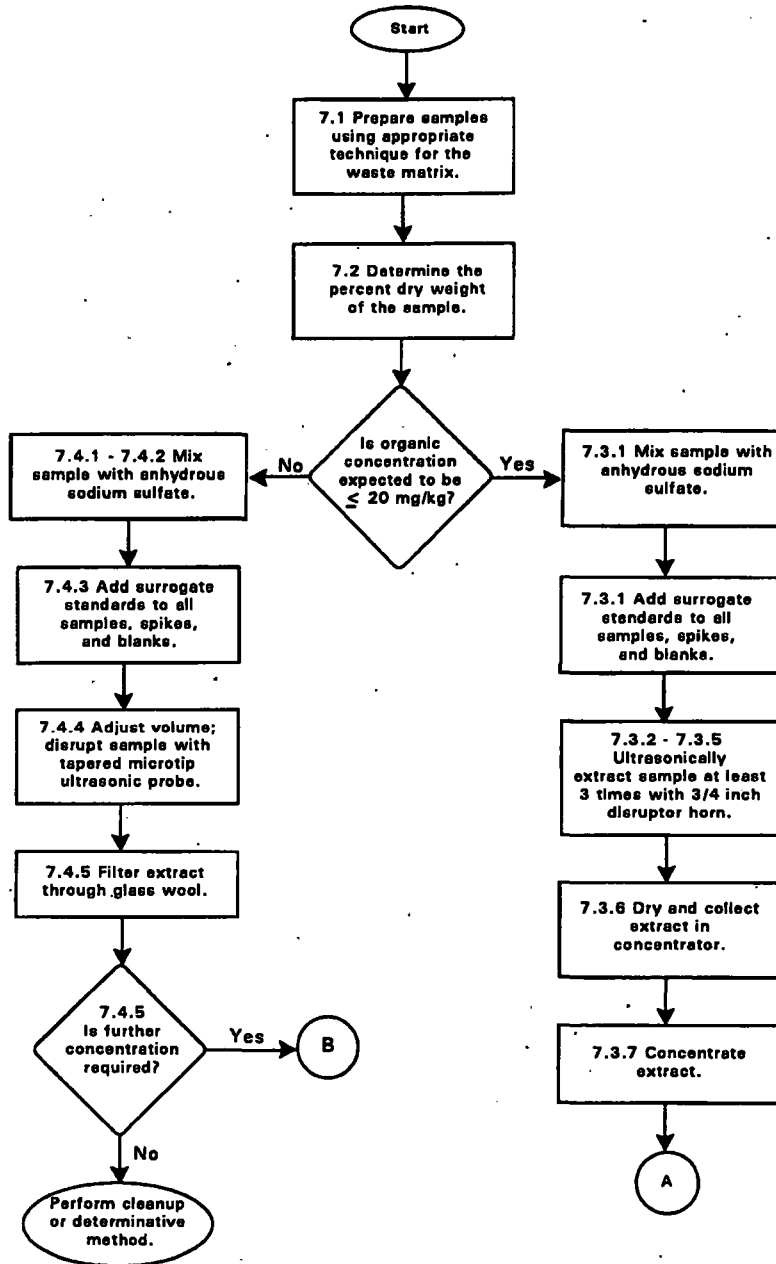 Start
7.1 Prepare samples
using appropriate
technique for the
waste matrix.
7.2 Determine the
percent dry weight
of the sample.
Is organic
concentration
expected to be
≤ 20 mg/kg?
No
Yes
7.4.1 - 7.4.2 Mix
sample with anhydrous
sodium sulfate.
7.4.3 Add surrogate
standards to all
samples, spikes,
and blanks.
7.4.4 Adjust volume;
disrupt sample with
tapered microtip
ultrasonic probe.
7.4.5 Filter extract
through glass wool.
7.4.5
Is further
concentration
required?
Yes
B
No
Perform cleanup
or determinative
method.
7.3.1 Mix sample with
anhydrous sodium
sulfate.
7.3.1 Add surrogate
standards to all
samples, spikes,
and blanks.
7.3.2 - 7.3.5
Ultrasonically
extract sample at least
3 times with 3/4 inch
disruptor horn.
7.3.6 Dry and collect
extract in
concentrator.
7.3.7 Concentrate
extract.
A